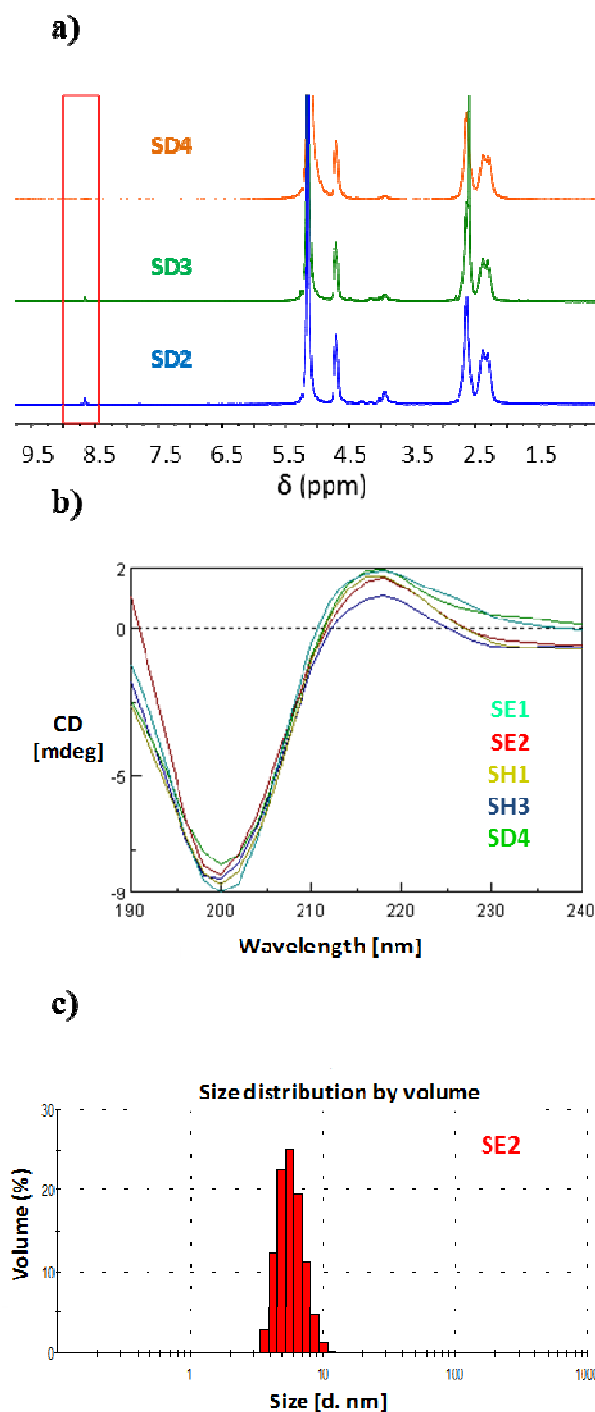 a)
SD4
SD3
SD2
9.5 8.5 7.5 6.5 5.5 4.5 3.5 2.5 1.5
δ (ppm)
b)
2
0
CD
[mdeg]
-5
-9
SE1
SE2
SH1
SH3
SD4
190 200 210 220 230 240
Wavelength [nm]
c)
Size distribution by volume
30
20
10
0
Volume (%)
SE2
1 10 100 1000
Size [d. nm]